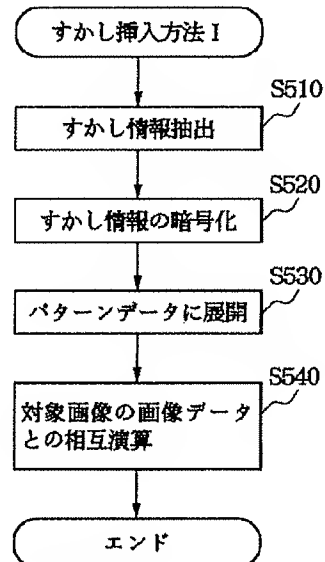 すかし挿入方法Ⅰ
S510
すかし情報抽出
S520
すかし情報の暗号化
S530
パターンデータに展開
S540
対象画像の画像データ
との相互演算
エンド